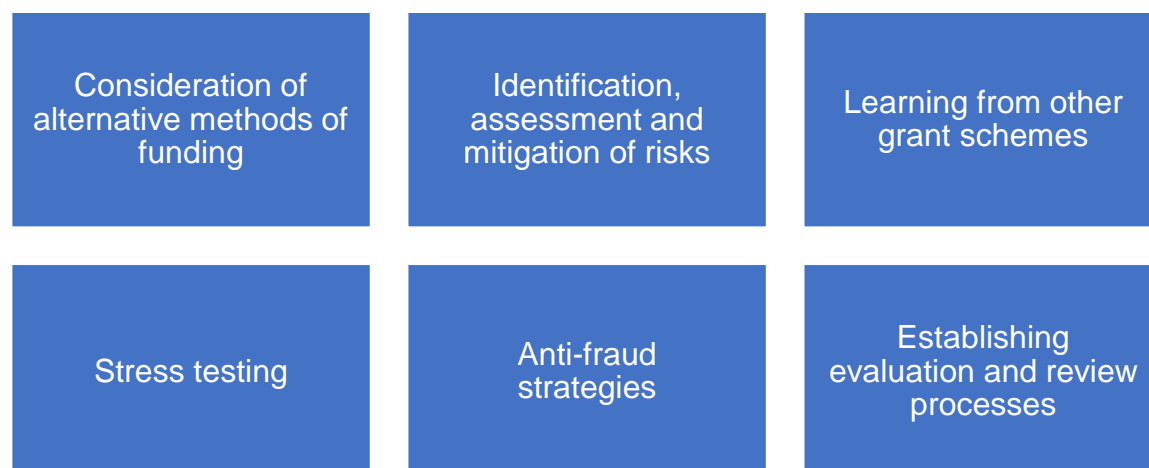 Consideration of
alternative methods of
funding
Identification,
assessment and
mitigation of risks
Learning from other
grant schemes
Stress testing
Anti-fraud
strategies
Establishing
evaluation and review
processes